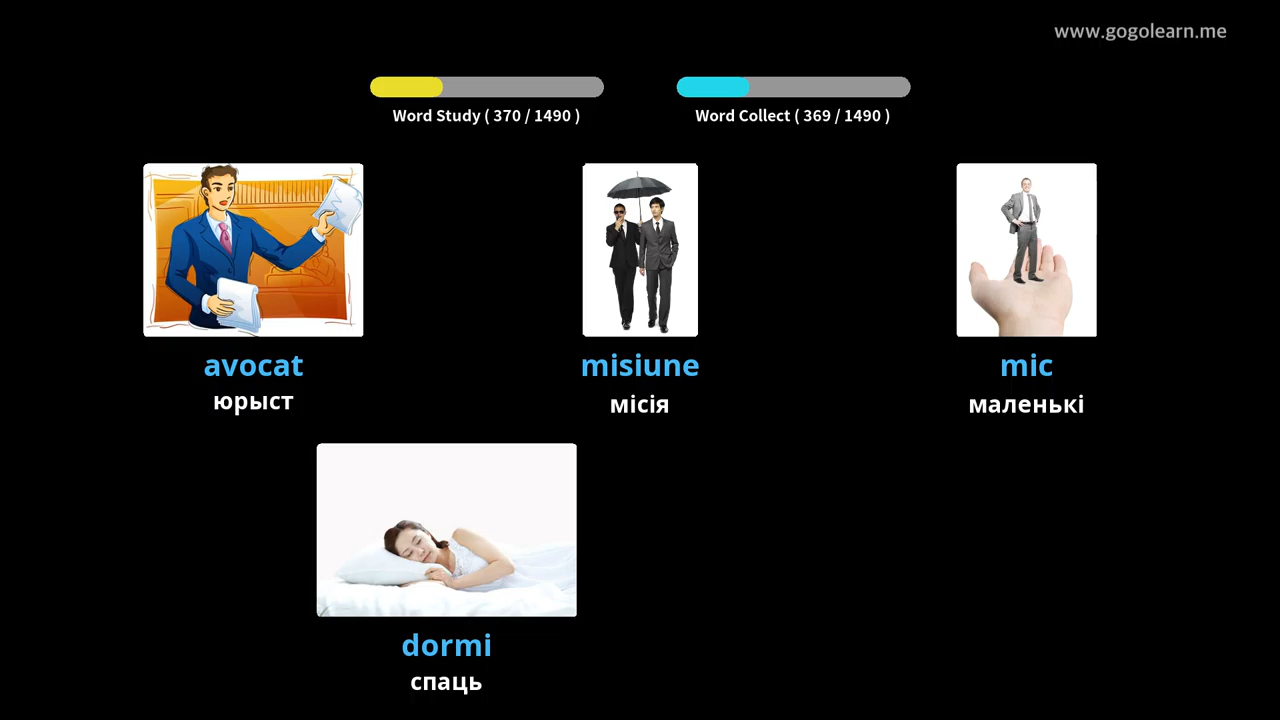 www.gogolearn.me
Word Study ( 370 / 1490 )
Word Collect ( 369 / 1490 )
avocat
юрыст
misiune
місія
mic
маленькі
dormi
спаць